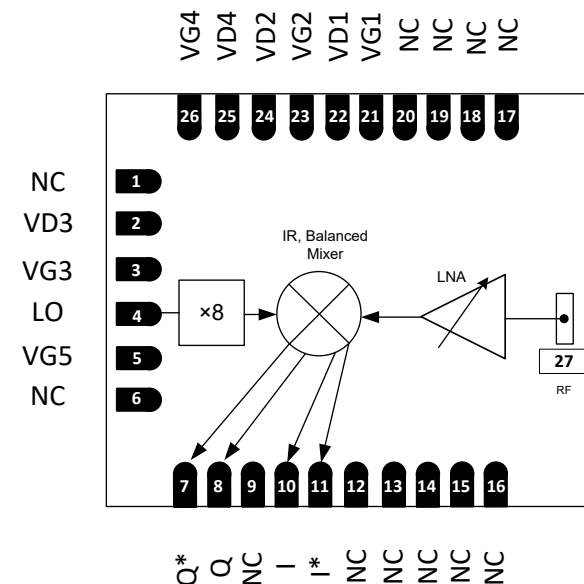 VG4 VD4 VD2 VG2 VD1 VG1 NC NC NC NC
26 25 24 23 22 21 20 19 18 17
NC 1
VD3 2
VG3 3
LO 4
VG5 5
NC 6
IR, Balanced
Mixer
LNA
×8
27
RF
7 8 9 10 11 12 13 14 15 16
Q* Q NC I I* NC NC NC NC NC